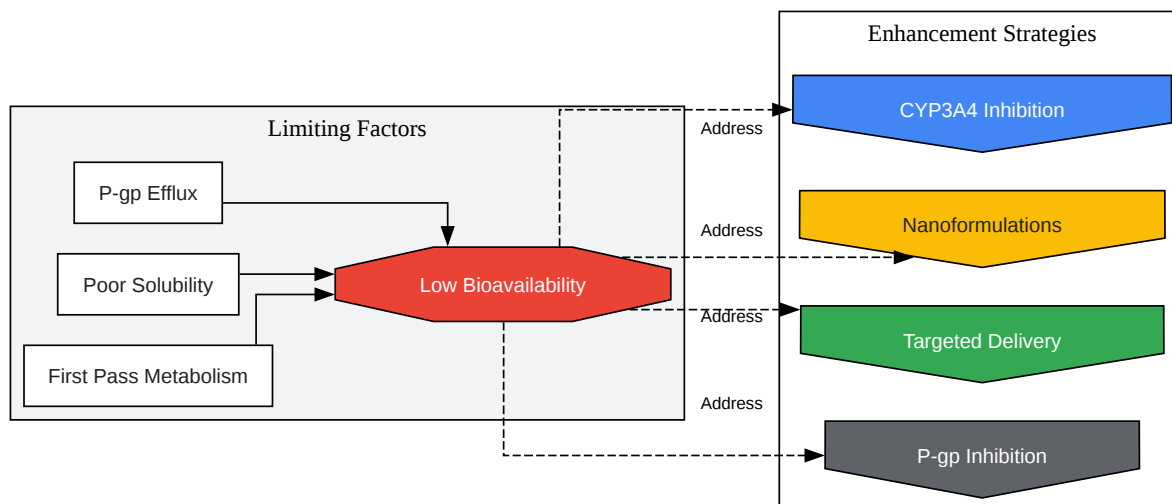 Limiting Factors
P-gp Efflux
Poor Solubility
First Pass Metabolism
Low Bioavailability
Address
Address
Address
Address
Enhancement Strategies
CYP3A4 Inhibition
Nanoformulations
Targeted Delivery
P-gp Inhibition